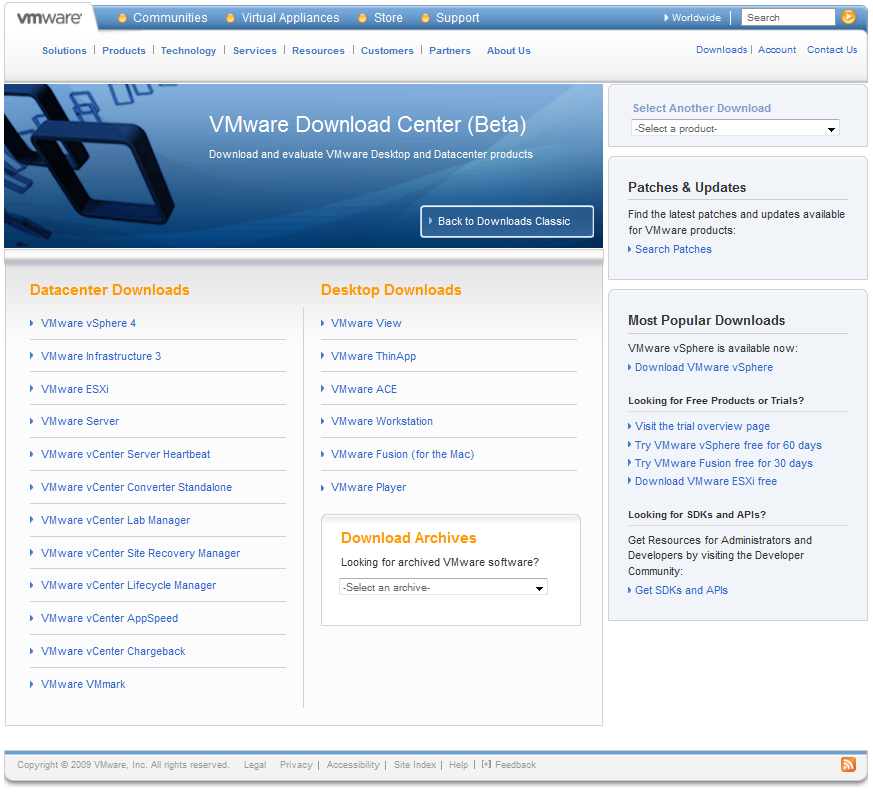 vmware
Communities Virtual Appliances Store Support Worldwide Search
Solutions Products Technology Services Resources Customers Partners About Us
Downloads Account Contact Us
VMware Download Center (Beta)
Download and evaluate VMware Desktop and Datacenter products
Back to Downloads Classic
Datacenter Downloads
VMware vSphere 4
VMware Infrastructure 3
VMware ESXi
VMware Server
VMware vCenter Server Heartbeat
VMware vCenter Converter Standalone
VMware vCenter Lab Manager
VMware vCenter Site Recovery Manager
VMware vCenter Lifecycle Manager
VMware vCenter AppSpeed
VMware vCenter Chargeback
VMware VMmark
Desktop Downloads
VMware View
VMware ThinApp
VMware ACE
VMware Workstation
VMware Fusion (for the Mac)
VMware Player
Download Archives
Looking for archived VMware software?
-Select an archive-
Select Another Download
-Select a product-
Patches & Updates
Find the latest patches and updates available
for VMware products:
Search Patches
Most Popular Downloads
VMware vSphere is available now:
Download VMware vSphere
Looking for Free Products or Trials?
Visit the trial overview page
Try VMware vSphere free for 60 days
Try VMware Fusion free for 30 days
Download VMware ESXi free
Looking for SDKs and APIs?
Get Resources for Administrators and
Developers by visiting the Developer
Community:
Get SDKs and APIs
Copyright © 2009 VMware, Inc. All rights reserved. Legal Privacy | Accessibility | Site Index | Help | [+] Feedback